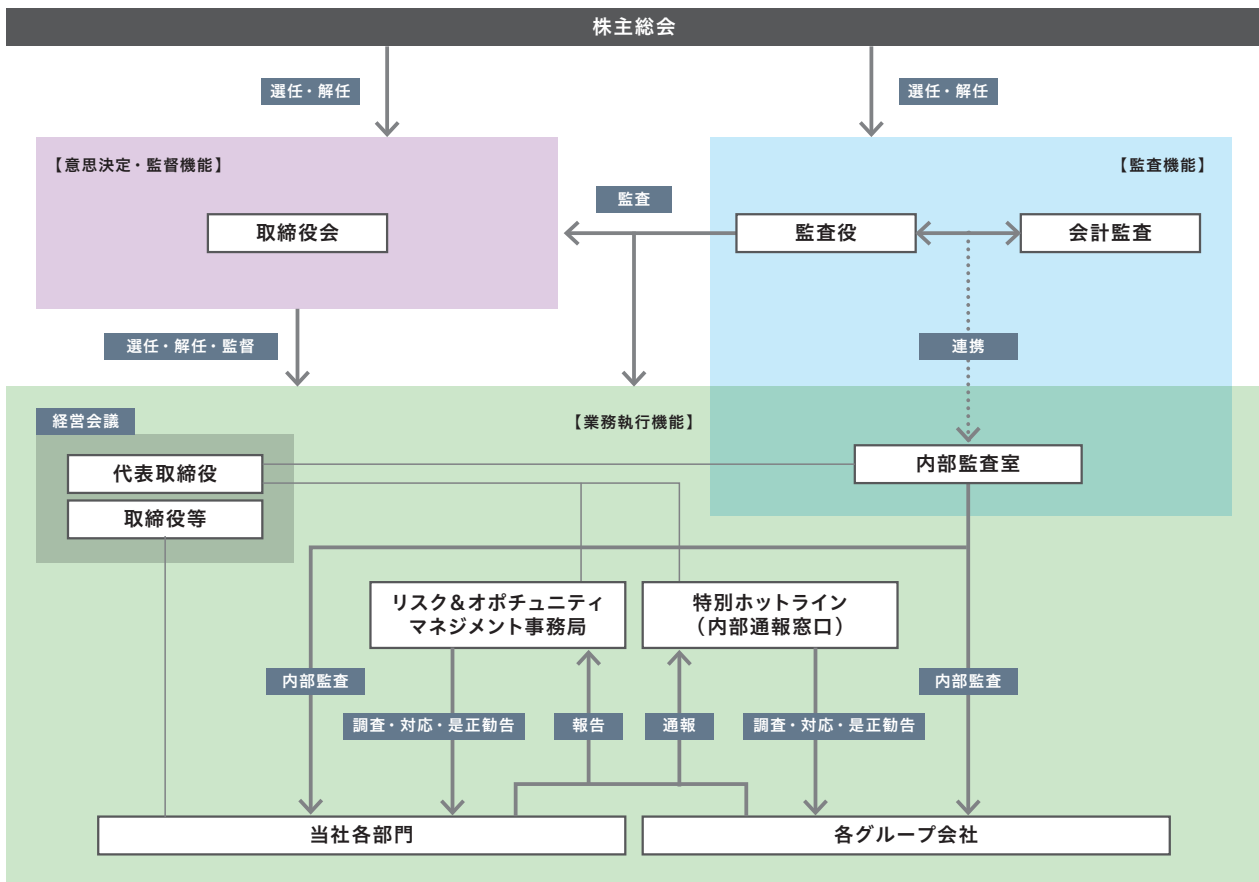 株主総会
選任・解任
選任・解任
【意思決定・監督機能】
【監査機能】
監査
取締役会
監査役
会計監査
選任・解任・監督
連携
経営会議
【業務執行機能】
代表取締役
内部監査室
取締役等
リスク＆オポチュニティ
マネジメント事務局
特別ホットライン
（内部通報窓口）
内部監査
内部監査
調査・対応・是正勧告
報告
通報
調査・対応・是正勧告
当社各部門
各グループ会社